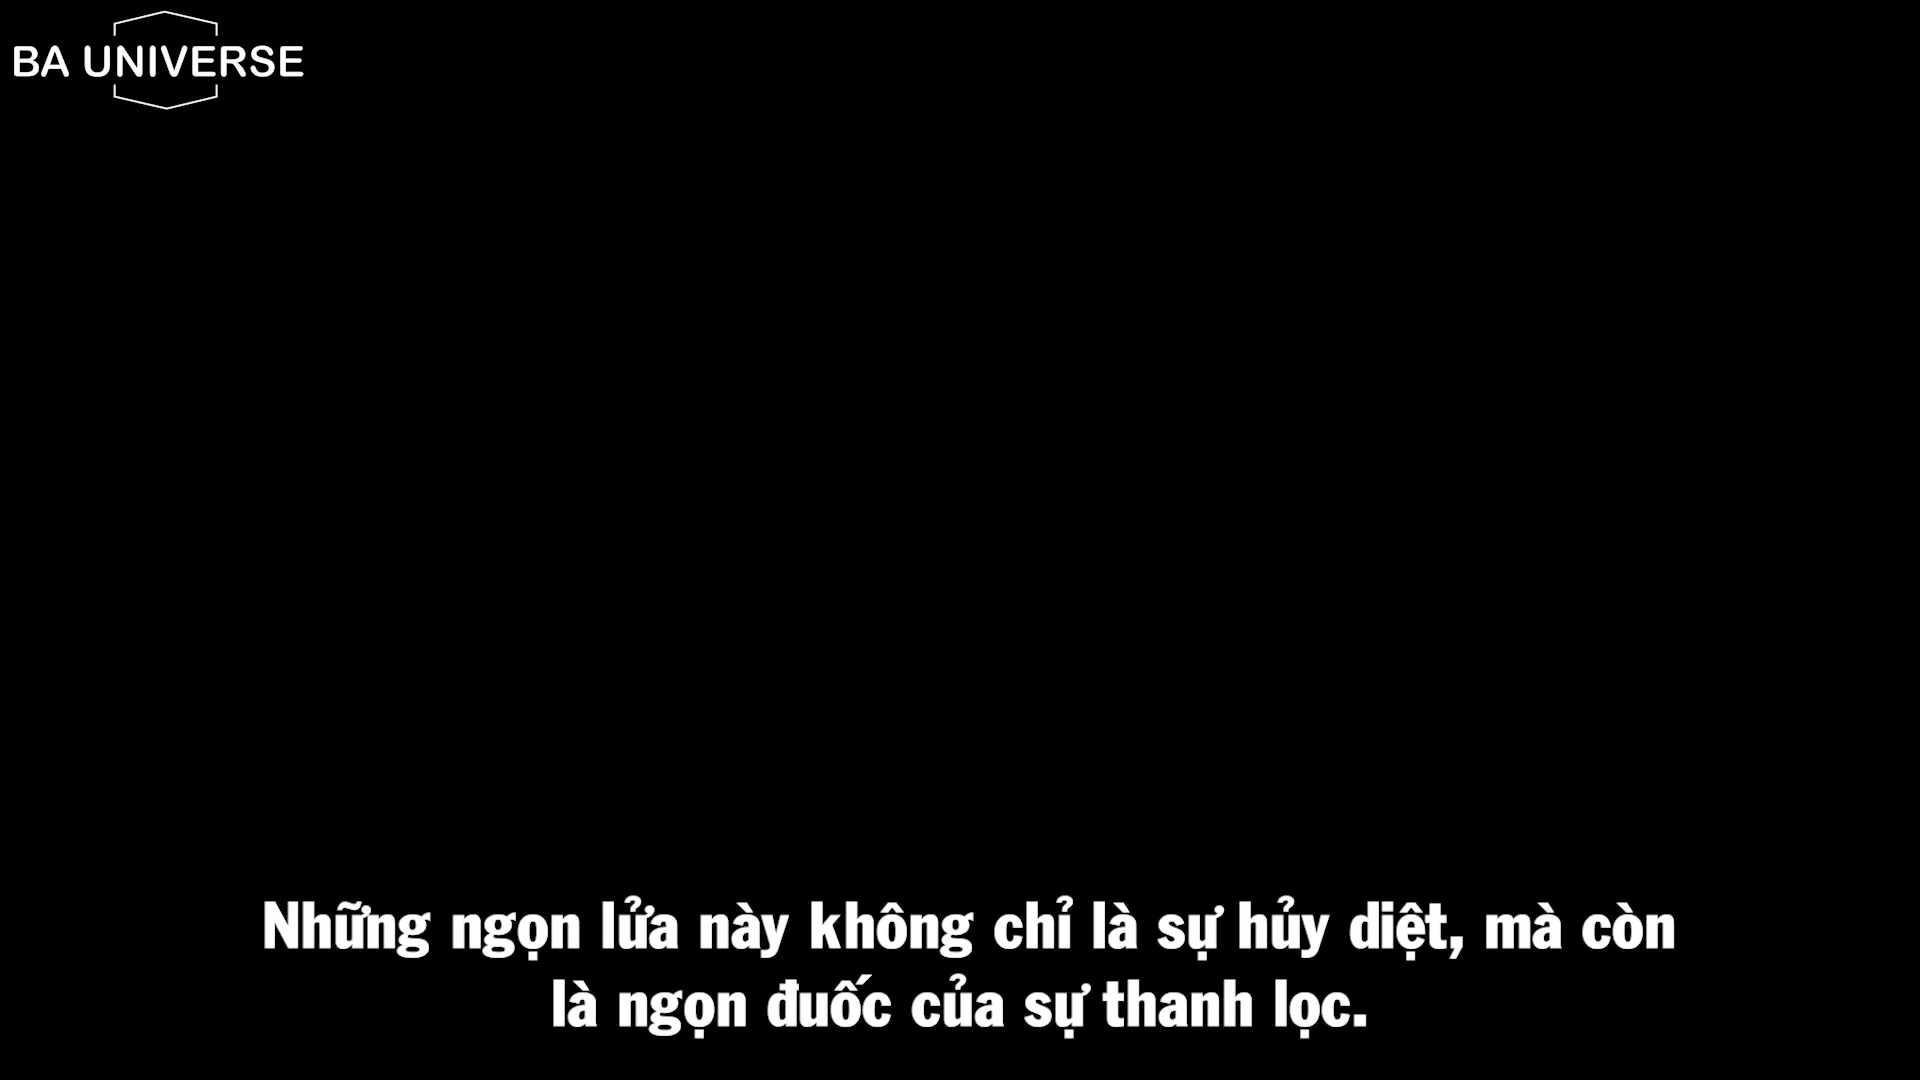 BA UNIVERSE
Những ngọn lửa này không chỉ là sự hủy diệt, mà còn
là ngọn đuốc của sự thanh lọc.